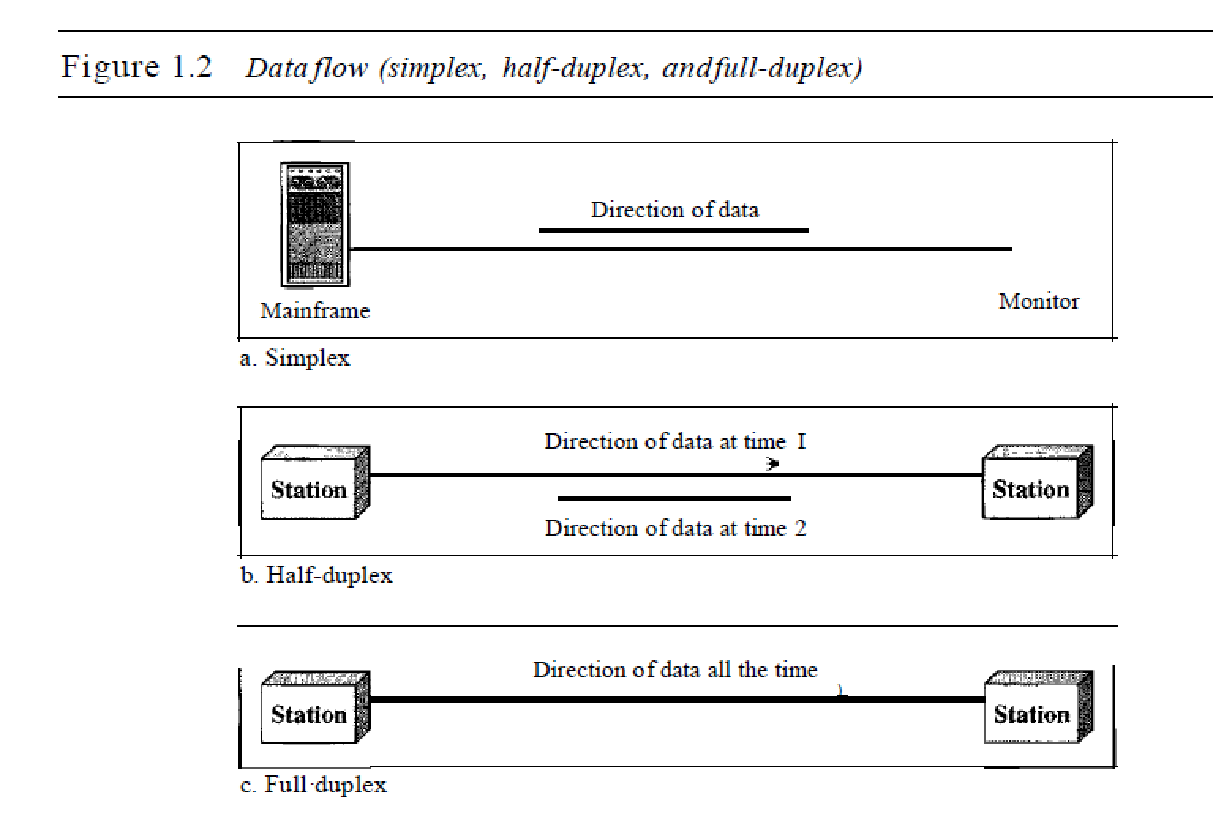 Figure 1.2 Data flow (simplex, half-duplex, andfull-duplex)
Direction of data
Mainframe
Monitor
a. Simplex
Direction of data at time I
Station
Station
Direction of data at time 2
b. Half-duplex
Direction of data all the time
Station
Station
c. Full·duplex